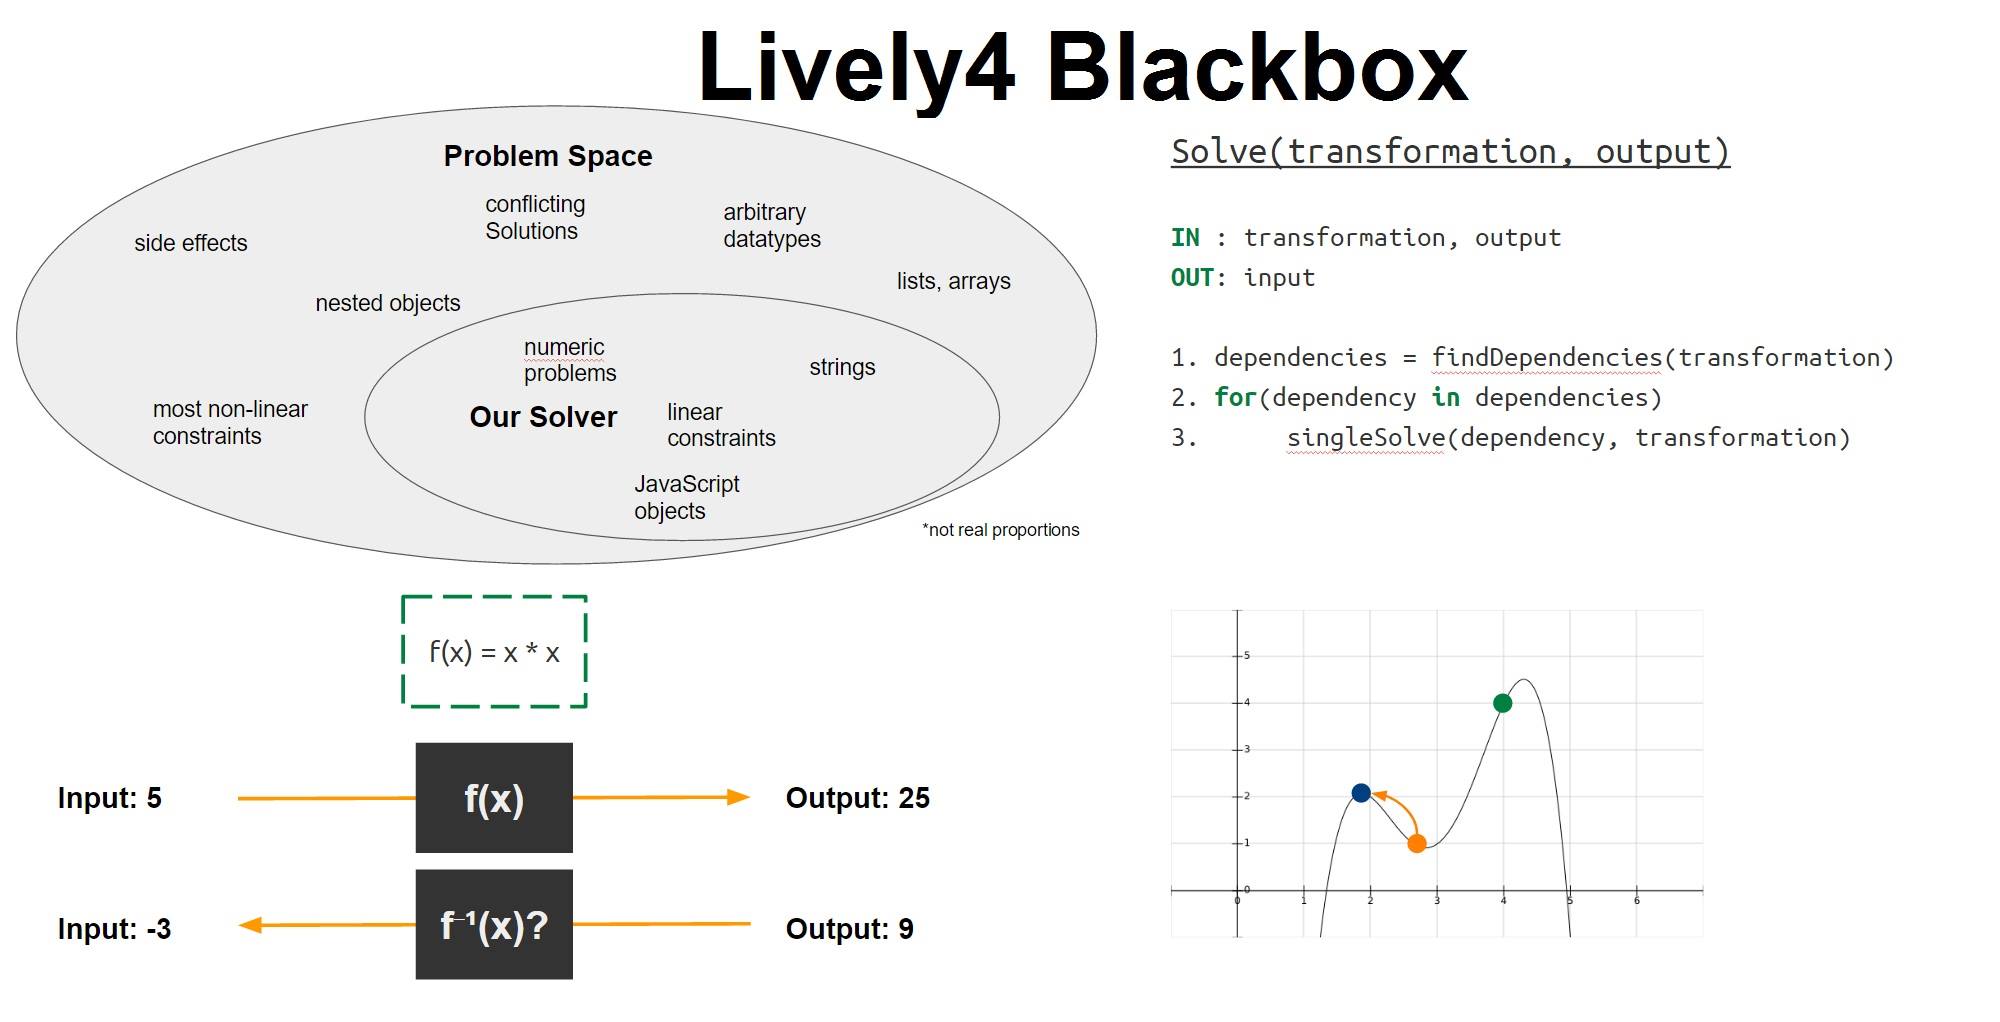 Lively4 Blackbox
Problem Space
conflicting
Solutions
arbitrary
datatypes
side effects
lists, arrays
nested objects
numeric
problems
strings
most non-linear
constraints
Our Solver
linear
constraints
JavaScript
objects
*not real proportions
Solve(transformation, output)
IN : transformation, output
OUT: input
1. dependencies = findDependencies(transformation)
2. for(dependency in dependencies)
3. singleSolve(dependency, transformation)
f(x) = x * x
Input: 5
f(x)
Output: 25
Input: -3
f⁻¹(x)?
Output: 9
5
4
3
2
1
0
0 1 2 3 4 5 6